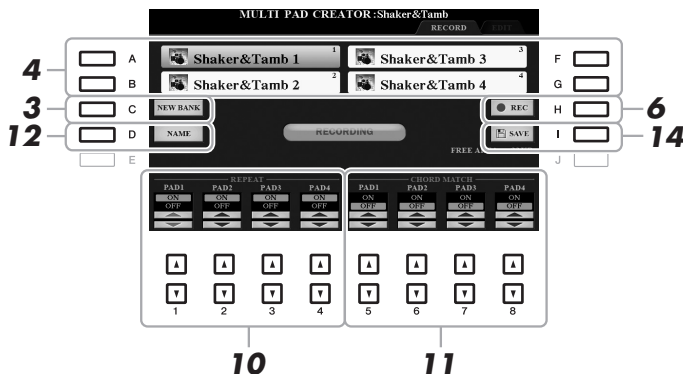 MULTI PAD CREATOR :Shaker&Tamb
RECORD EDIT
4 A Shaker&Tamb 1 1 Shaker&Tamb 3 3 F
B Shaker&Tamb 2 2 Shaker&Tamb 4 4 G
3 C NEW BANK REC H 6
12 D NAME RECORDING SAVE I 14
E FREE J
REPEAT CHORD MATCH
PAD1 PAD2 PAD3 PAD4 PAD1 PAD2 PAD3 PAD4
ON ON ON ON ON ON ON ON
OFF OFF OFF OFF OFF OFF OFF OFF
1 2 3 4 5 6 7 8
10 11